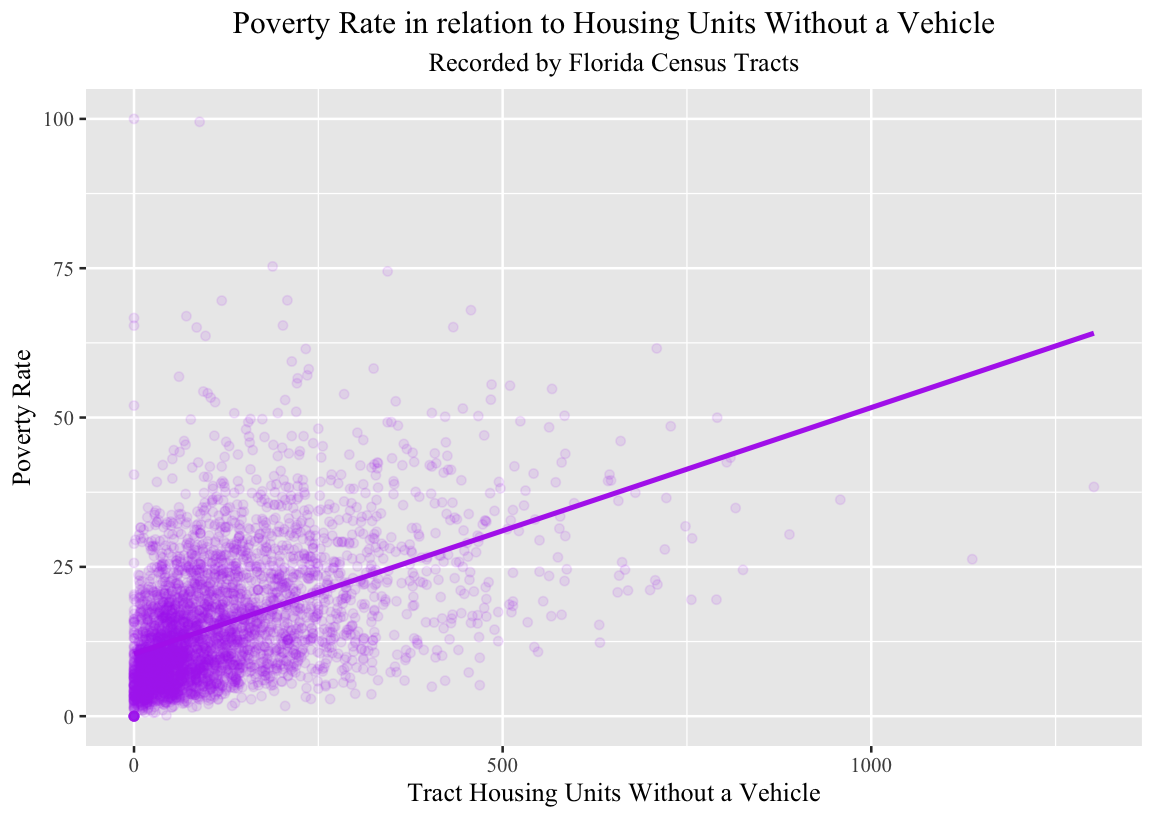 Poverty Rate in relation to Housing Units Without a Vehicle
Recorded by Florida Census Tracts
Poverty Rate
100
75
50
25
0
0 500 1000
Tract Housing Units Without a Vehicle